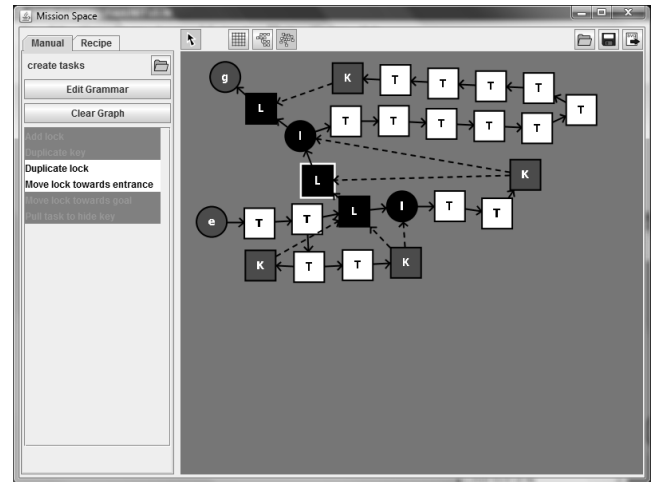 Mission Space
Manual Recipe
create tasks
Edit Grammar
Clear Graph
Add lock
Duplicate key
Duplicate lock
Move lock towards entrance
Move lock towards goal
Pull task to hide key
g K T T T T
L T
l T T T T T
L K
e T T L l T T
K T T K